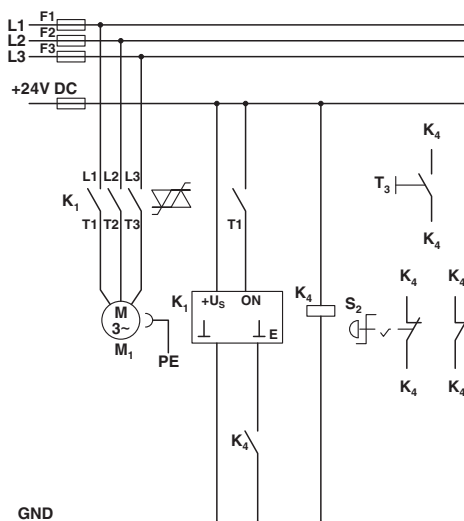 F1
L1
F2
L2
F3
L3
+24V DC
K4
T3
K4
L1 L2 L3
K1
T1 T2 T3
T1
K1 +US ON
E
K4
S2
K4 K4
K4 K4
M
3~
M1
PE
K4
GND